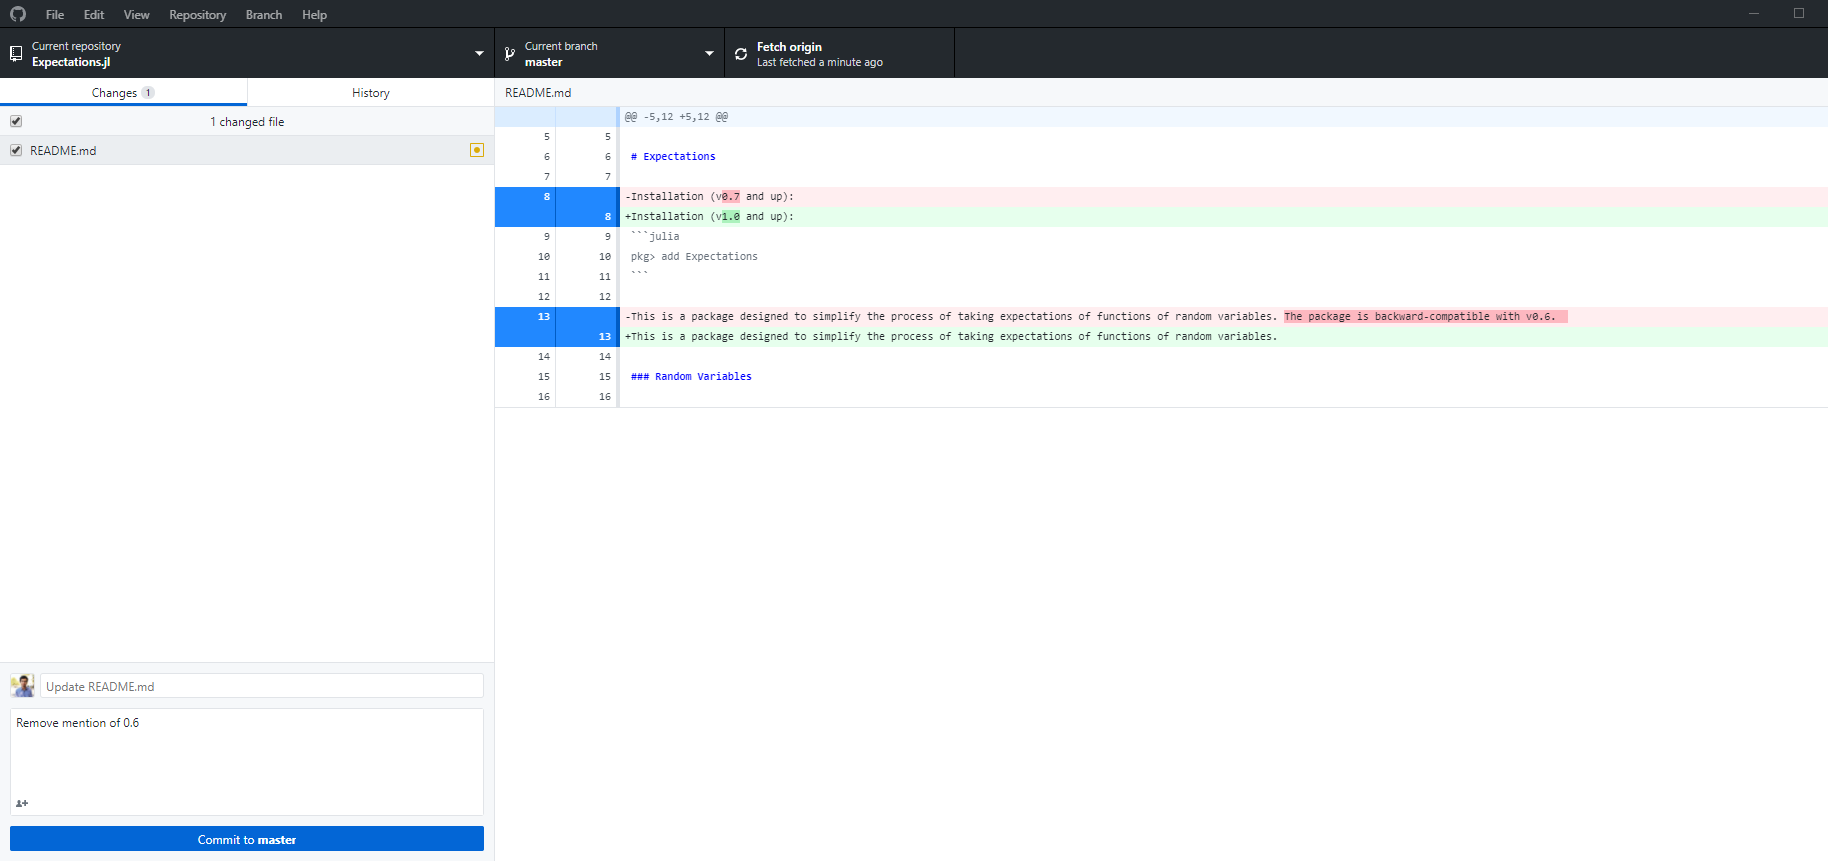 File Edit View Repository Branch Help
Current repository
Expectations.jl
Current branch
master
Fetch origin
Last fetched a minute ago
Changes 1
History
1 changed file
README.md
Update README.md
Remove mention of 0.6
Commit to master
README.md
@@ -5,12 +5,12 @@
5 5
6 6 # Expectations
7 7
8 -Installation (v0.7 and up):
8 +Installation (v1.0 and up):
9 9 ```julia
10 10 pkg> add Expectations
11 11 ```
12 12
13 -This is a package designed to simplify the process of taking expectations of functions of random variables. The package is backward-compatible with v0.6.
13 +This is a package designed to simplify the process of taking expectations of functions of random variables.
14 14
15 15 ### Random Variables
16 16